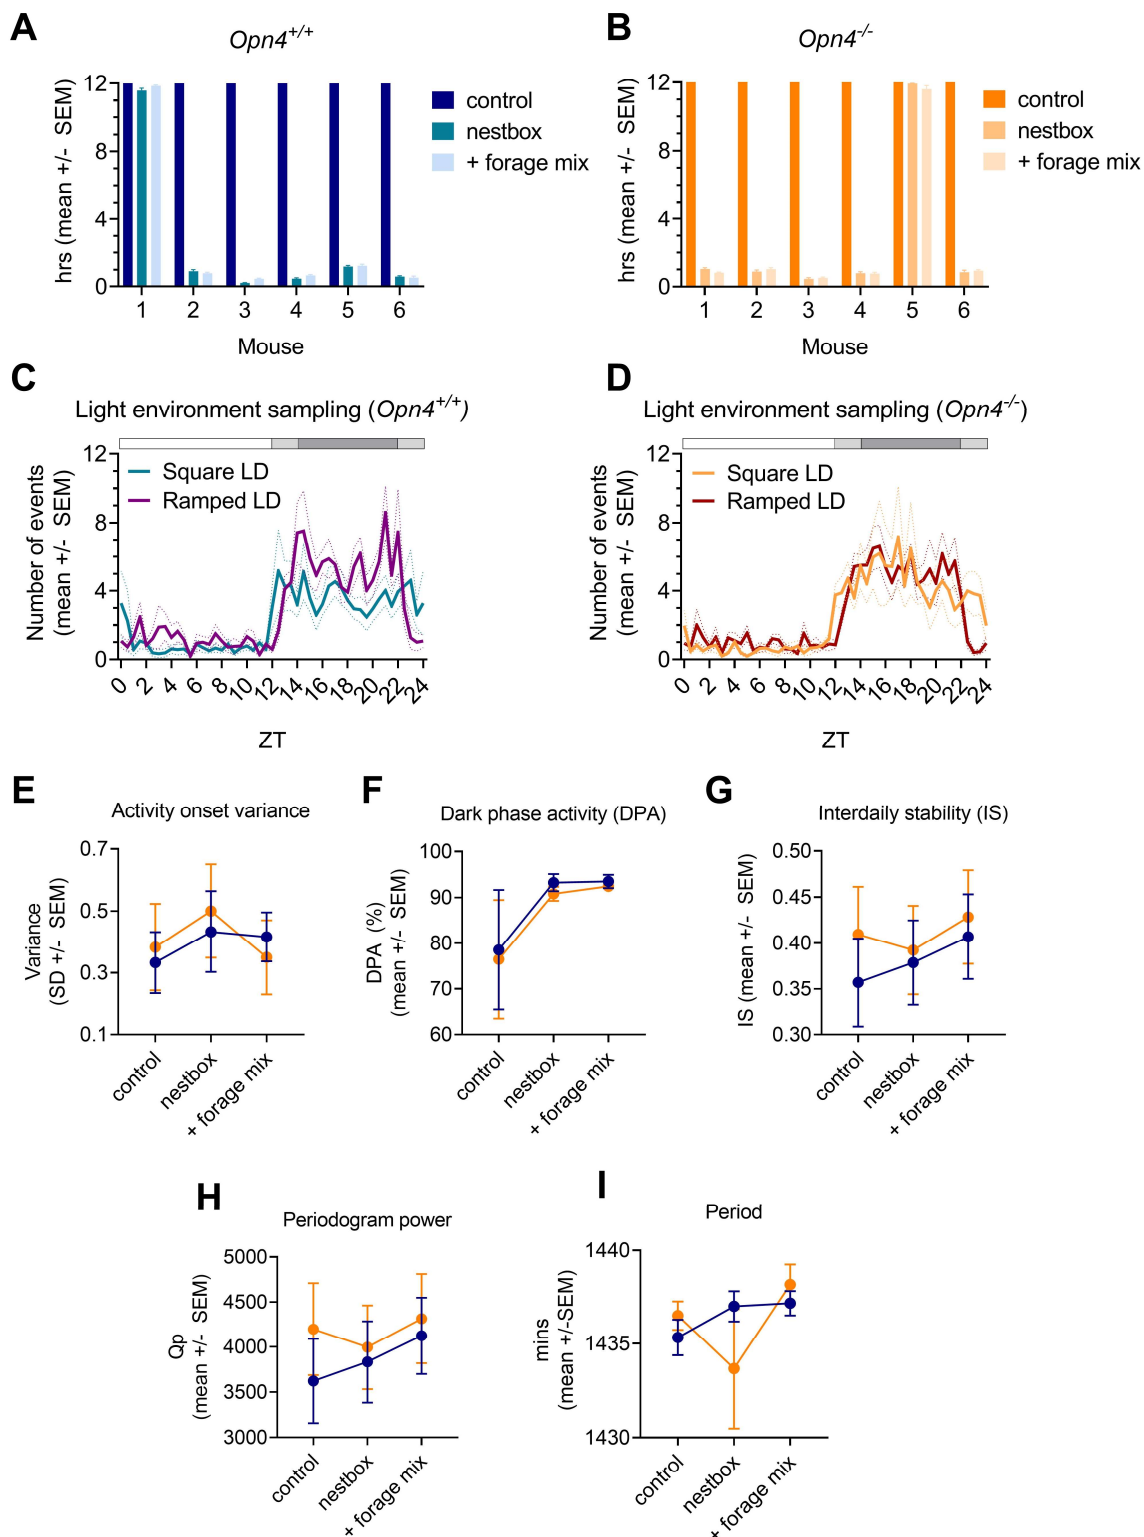 A
Opn4+/+
hrs (mean +/- SEM)
12
8
4
0
1 2 3 4 5 6
Mouse
control
nestbox
+ forage mix
B
Opn4-/-
hrs (mean +/- SEM)
12
8
4
0
1 2 3 4 5 6
Mouse
control
nestbox
+ forage mix
C
Light environment sampling (Opn4+/+)
Number of events
(mean +/- SEM)
12
8
4
0
Square LD
Ramped LD
0 2 4 6 8 10 12 14 16 18 20 22 24
ZT
D
Light environment sampling (Opn4-/-)
Number of events
(mean +/- SEM)
12
8
4
0
Square LD
Ramped LD
0 2 4 6 8 10 12 14 16 18 20 22 24
ZT
E
Activity onset variance
Variance
(SD +/- SEM)
0.7
0.5
0.3
0.1
control
nestbox
+ forage mix
F
Dark phase activity (DPA)
DPA (%)
(mean +/- SEM)
100
90
80
70
60
control
nestbox
+ forage mix
G
Interdaily stability (IS)
IS (mean +/- SEM)
0.50
0.45
0.40
0.35
0.30
control
nestbox
+ forage mix
H
Periodogram power
Qp
(mean +/- SEM)
5000
4500
4000
3500
3000
control
nestbox
+ forage mix
I
Period
mins
(mean +/-SEM)
1440
1435
1430
control
nestbox
+ forage mix